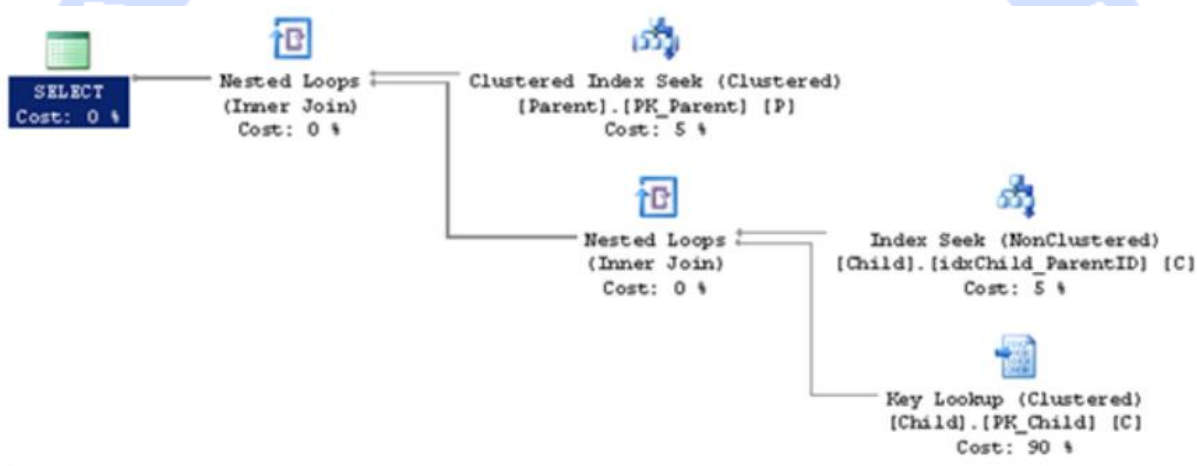 SELECT
Cost: 0 %
Nested Loops
(Inner Join)
Cost: 0 %
Clustered Index Seek (Clustered)
[Parent].[PK_Parent] [P]
Cost: 5 %
Nested Loops
(Inner Join)
Cost: 0 %
Index Seek (NonClustered)
[Child].[idxChild_ParentID] [C]
Cost: 5 %
Key Lookup (Clustered)
[Child].[PK_Child] [C]
Cost: 90 %